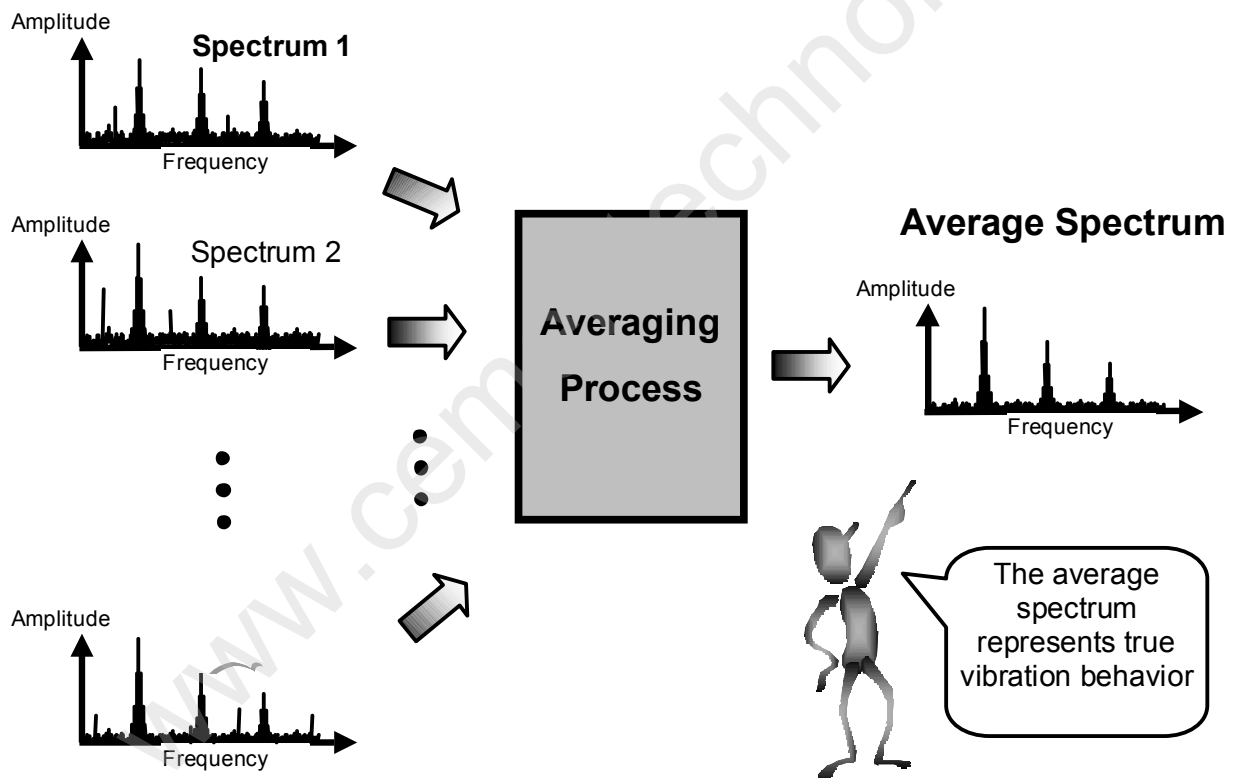 Amplitude
Spectrum 1
Frequency
Amplitude
Spectrum 2
Frequency
Amplitude
Frequency
Averaging
Process
Average Spectrum
Amplitude
Frequency
The average
spectrum
represents true
vibration behavior